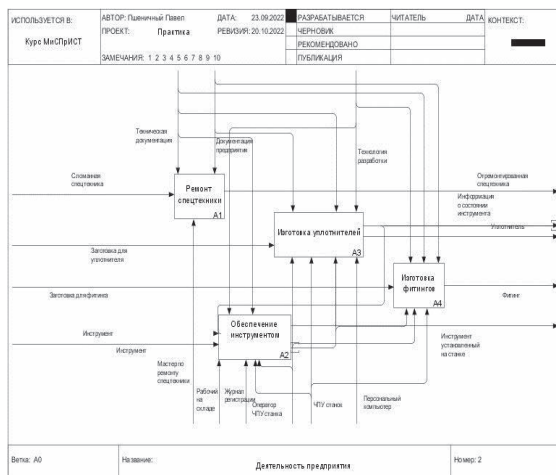 ИСПОЛЬЗУЕТСЯ В:
Курс МиСПрИСТ
АВТОР: Пшеничный Павел
ДАТА: 23.09.2022
ПРОЕКТ: Практика
РЕВИЗИЯ: 20.10.2022
ЗАМЕЧАНИЯ: 1 2 3 4 5 6 7 8 9 10
РАЗРАБАТЫВАЕТСЯ
ЧЕРНОВИК
РЕКОМЕНДОВАНО
ПУБЛИКАЦИЯ
ЧИТАТЕЛЬ
ДАТА
КОНТЕКСТ:
Техническая
документация
Документация
предприятия
Технология
разработки
Сломанная
спецтехника
Ремонт
спецтехники
A1
Отремонтированная
спецтехника
Информация
о состоянии
инструмента
Уплотнитель
Изготовка уплотнителей
A3
Заготовка для
уплотнителя
Изготовка
фитингов
A4
Заготовка для фитинга
Фитинг
Инструмент
Обеспечение
инструментом
A2
Инструмент
Инструмент
установленный
на станке
Мастер по
ремонту
спецтехники
Рабочий
на
складе
Журнал
регистрации
Оператор
ЧПУ станка
ЧПУ станок
Персональный
компьютер
Ветка: A0
Название:
Деятельность предприятия
Номер: 2